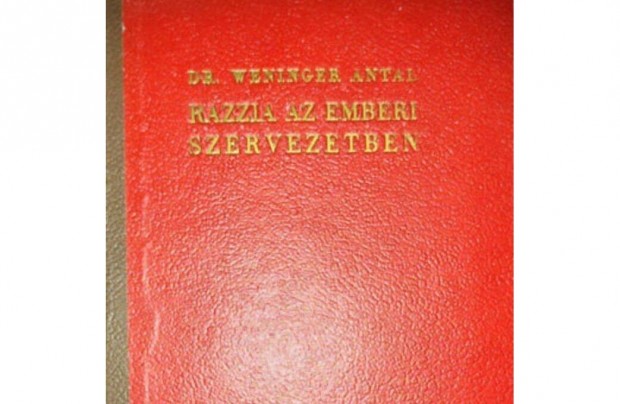 DR. WENINGER ANTAL
RAZZIA AZ EMBERI
SZERVEZETBEN